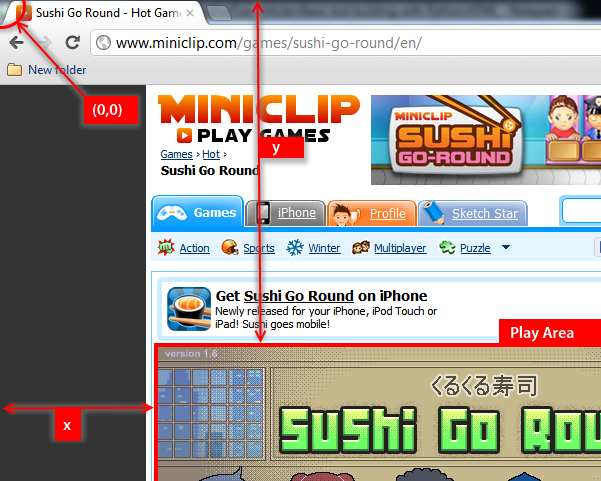 Sushi Go Round - Hot Game
www.miniclip.com/games/sushi-go-round/en/
New folder
(0,0)
MINICLIP
PLAY GAMES
MINICLIP
SUSHI
GO-ROUND
y
Games › Hot ›
Sushi Go Round
Games
iPhone
Profile
Sketch Star
Action
Sports
Winter
Multiplayer
Puzzle
Get Sushi Go Round on iPhone
Newly released for your iPhone, iPod Touch or
iPad! Sushi goes mobile!
Play Area
version 1.8
くるくる寿司
Sushi Go Rou
x